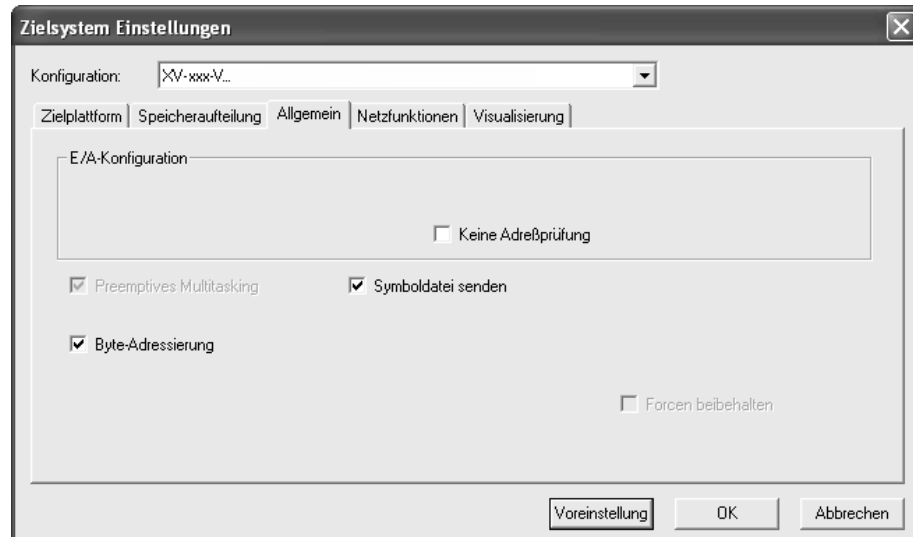 Zielsystem Einstellungen
Konfiguration: XV-xxx-V...
Zielplattform Speicheraufteilung Allgemein Netzfunktionen Visualisierung
E/A-Konfiguration
Keine Adreßprüfung
Preemptives Multitasking Symboldatei senden
Byte-Adressierung
Forcen beibehalten
Voreinstellung OK Abbrechen